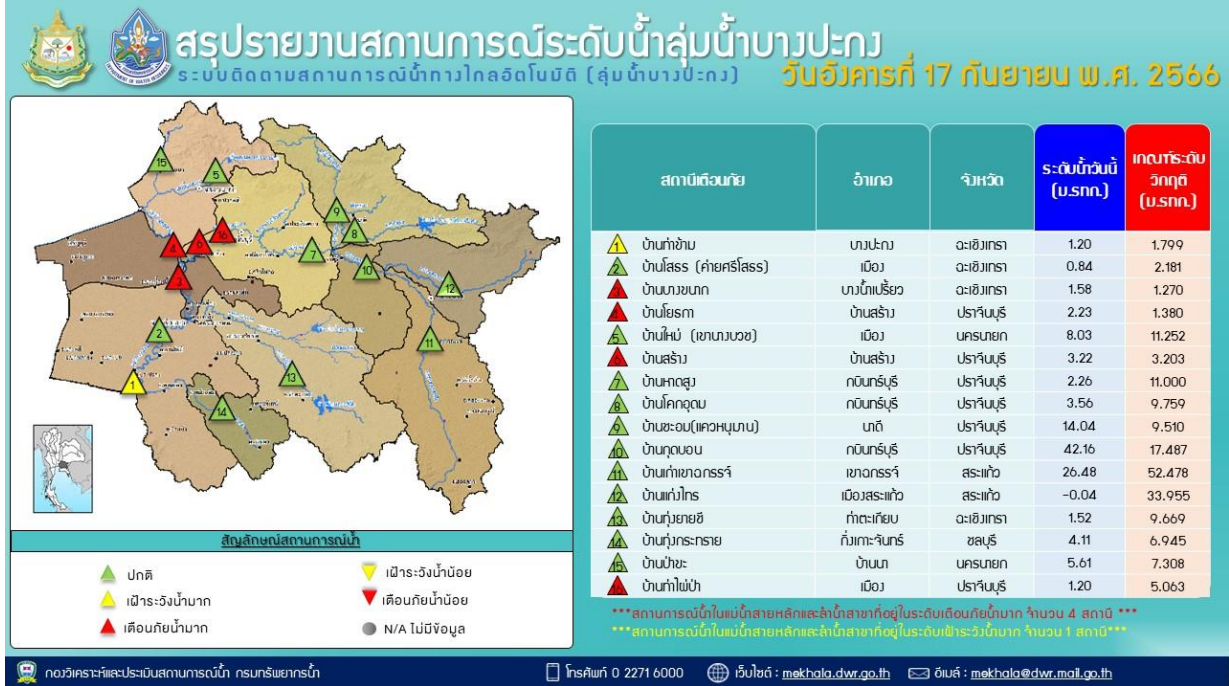 สรุปรายงานสถานการณ์ระดับน้ำลุ่มน้ำบางปะกง
ระบบติดตามสถานการณ์น้ำทางไกลอัตโนมัติ (ลุ่มน้ำบางปะกง)
วันอังคารที่ 17 กันยายน พ.ศ. 2566
15
5
9
8
4
6
16
7
10
3
12
2
11
1
13
14
สัญลักษณ์สถานการณ์น้ำ
ปกติ
เฝ้าระวังน้ำน้อย
เฝ้าระวังน้ำมาก
เตือนภัยน้ำน้อย
เตือนภัยน้ำมาก
N/A ไม่มีข้อมูล
สถานีเตือนภัย อำเภอ จังหวัด ระดับน้ำวันนี้ (ม.รทก.) เกณฑ์ระดับวิกฤติ (ม.รทก.)
1 บ้านท่าข้าม บางปะกง ฉะเชิงเทรา 1.20 1.799
2 บ้านโสธร (ค่ายศรีโสธร) เมือง ฉะเชิงเทรา 0.84 2.181
3 บ้านบางขนาก บางน้ำเปรี้ยว ฉะเชิงเทรา 1.58 1.270
4 บ้านโยธกา บ้านสร้าง ปราจีนบุรี 2.23 1.380
5 บ้านใหม่ (เขานางบวช) เมือง นครนายก 8.03 11.252
6 บ้านสร้าง บ้านสร้าง ปราจีนบุรี 3.22 3.203
7 บ้านหาดสูง กบินทร์บุรี ปราจีนบุรี 2.26 11.000
8 บ้านโคกอุดม กบินทร์บุรี ปราจีนบุรี 3.56 9.759
9 บ้านชะอม(แควหนุมาน) นาดี ปราจีนบุรี 14.04 9.510
10 บ้านกุดบอน กบินทร์บุรี ปราจีนบุรี 42.16 17.487
11 บ้านเก่าเขาฉกรรจ์ เขาฉกรรจ์ สระแก้ว 26.48 52.478
12 บ้านแก่งไทร เมืองสระแก้ว สระแก้ว -0.04 33.955
13 บ้านทุ่งยายชี ท่าตะเกียบ ฉะเชิงเทรา 1.52 9.669
14 บ้านทุ่งกระทราย กิ่งเกาะจันทร์ ชลบุรี 4.11 6.945
15 บ้านป่าขะ บ้านนา นครนายก 5.61 7.308
16 บ้านท่าไผ่ป่า เมือง ปราจีนบุรี 1.20 5.063
***สถานการณ์น้ำในแม่น้ำสายหลักและลำน้ำสาขาที่อยู่ในระดับเตือนภัยน้ำมาก จำนวน 4 สถานี ***
***สถานการณ์น้ำในแม่น้ำสายหลักและลำน้ำสาขาที่อยู่ในระดับเฝ้าระวังน้ำมาก จำนวน 1 สถานี***
กองวิเคราะห์และประเมินสถานการณ์น้ำ กรมทรัพยากรน้ำ โทรศัพท์ 0 2271 6000 เว็บไซต์ : mekhala.dwr.go.th อีเมล์ : mekhala@dwr.mail.go.th